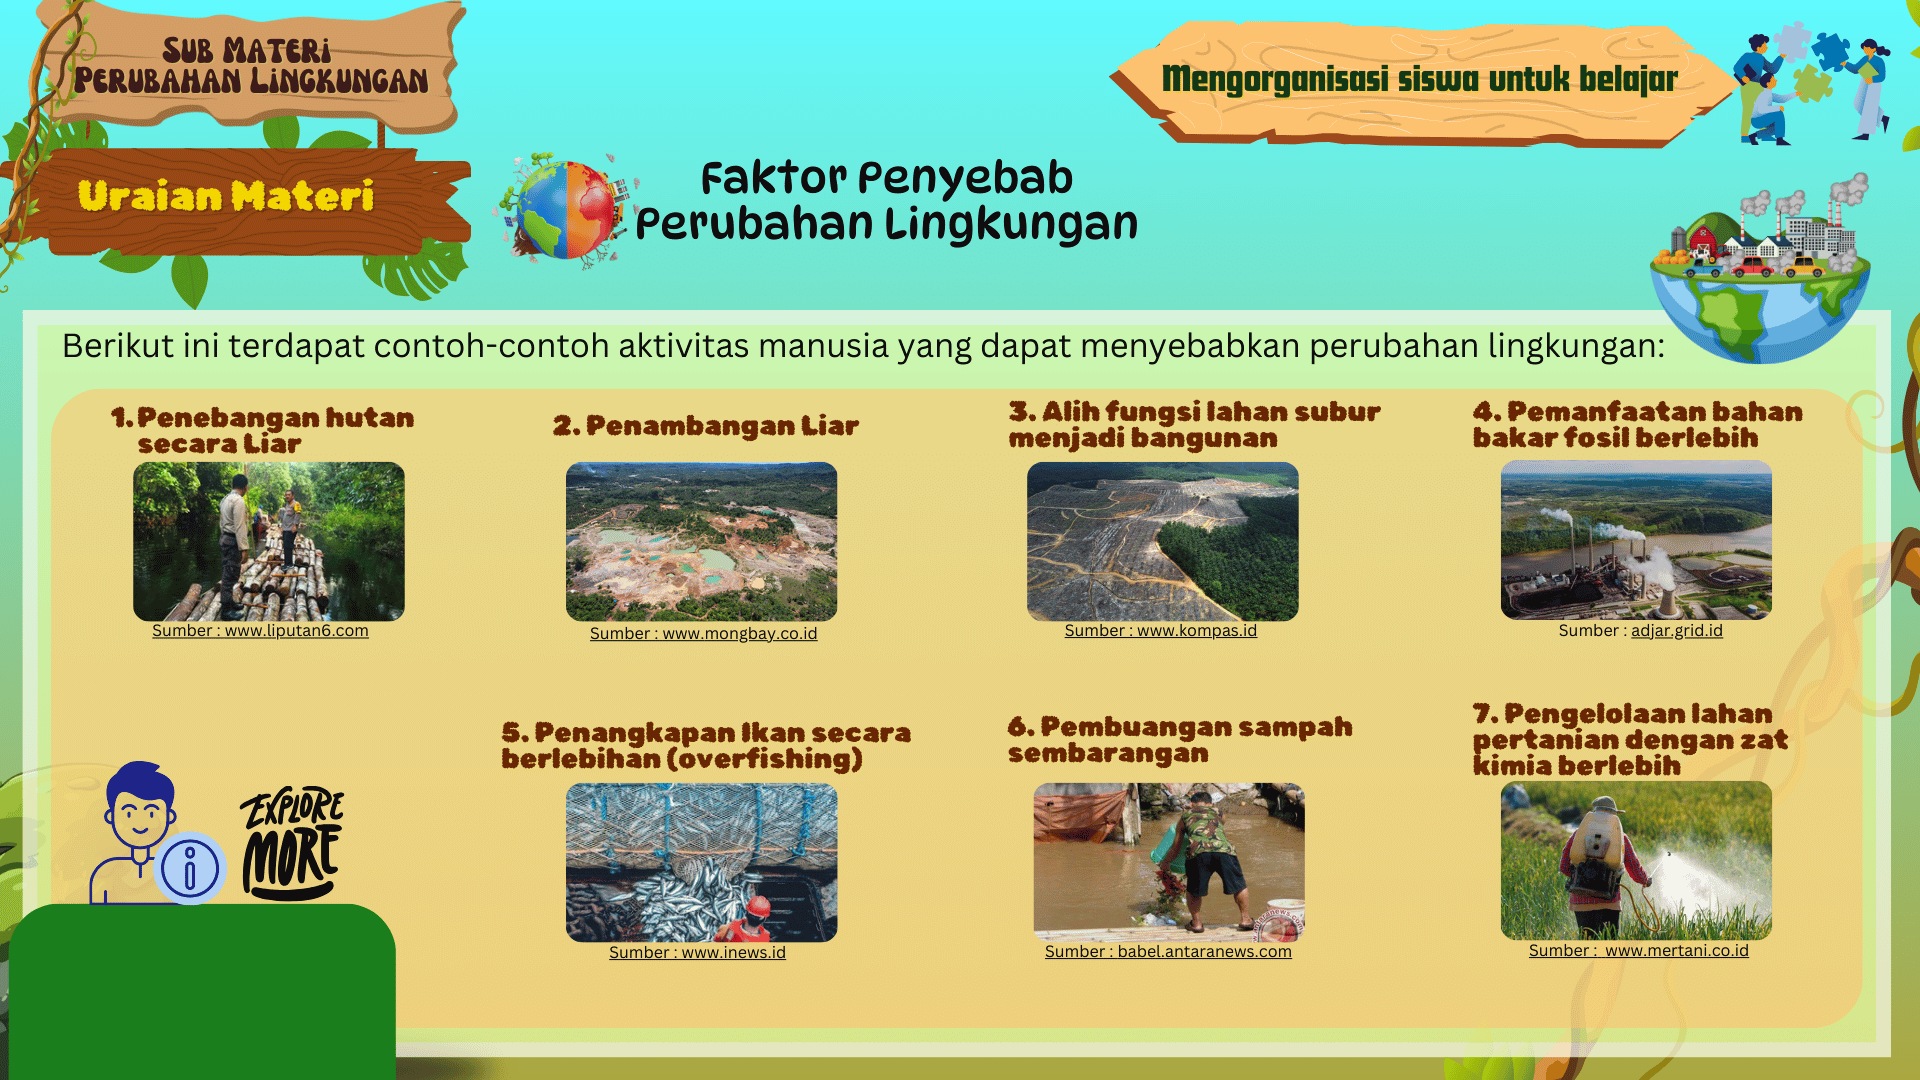 Sub Materi
Perubahan Lingkungan
Mengorganisasi siswa untuk belajar
Uraian Materi
Faktor Penyebab
Perubahan Lingkungan
Berikut ini terdapat contoh-contoh aktivitas manusia yang dapat menyebabkan perubahan lingkungan:
1. Penebangan hutan
secara Liar
Sumber : www.liputan6.com
2. Penambangan Liar
Sumber : www.mongbay.co.id
3. Alih fungsi lahan subur
menjadi bangunan
Sumber : www.kompas.id
4. Pemanfaatan bahan
bakar fosil berlebih
Sumber : adjar.grid.id
5. Penangkapan Ikan secara
berlebihan (overfishing)
Sumber : www.inews.id
6. Pembuangan sampah
sembarangan
Sumber : babel.antaranews.com
7. Pengelolaan lahan
pertanian dengan zat
kimia berlebih
Sumber :  www.mertani.co.id
EXPLORE
MORE